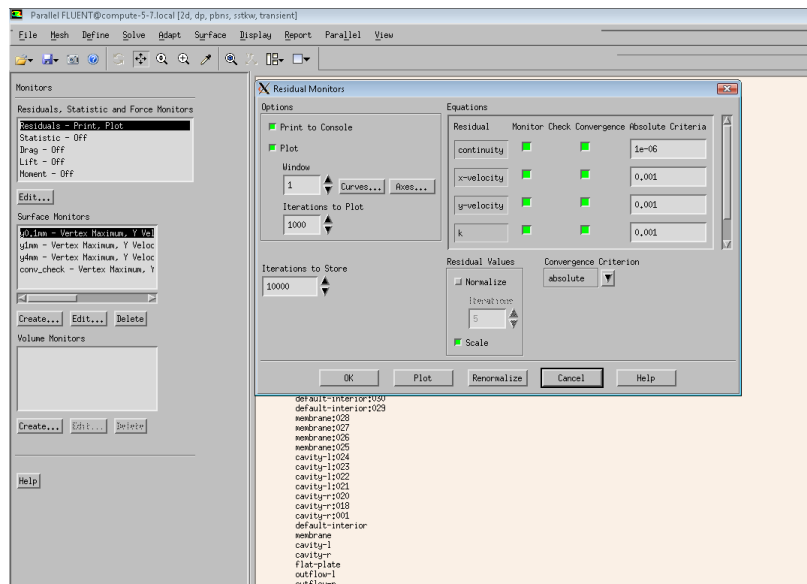 Parallel FLUENT@compute-5-7.local [2d, dp, pbns, sstkw, transient]
File Mesh Define Solve Adapt Surface Display Report Parallel View
Monitors
Residuals, Statistic and Force Monitors
Residuals - Print, Plot
Statistic - Off
Drag - Off
Lift - Off
Moment - Off
Edit...
Surface Monitors
y0.1mm - Vertex Maximum, Y Vel
y1mm - Vertex Maximum, Y Veloc
y4mm - Vertex Maximum, Y Veloc
conv_check - Vertex Maximum, Y
Create... Edit... Delete
Volume Monitors
Create... Edit... Delete
Help
Residual Monitors
Options
Print to Console
Plot
Window
1 Curves... Axes...
Iterations to Plot
1000
Iterations to Store
10000
Equations
Residual Monitor Check Convergence Absolute Criteria
continuity 1e-06
x-velocity 0.001
y-velocity 0.001
k 0.001
Residual Values
Normalize
Iterations
5
Scale
Convergence Criterion
absolute
OK Plot Renormalize Cancel Help
default-interior:030
default-interior:029
membrane:028
membrane:027
membrane:026
membrane:025
cavity-l:024
cavity-l:023
cavity-l:022
cavity-l:021
cavity-r:020
cavity-r:018
cavity-r:001
default-interior
membrane
cavity-l
cavity-r
flat-plate
outflow-l
outflow-r